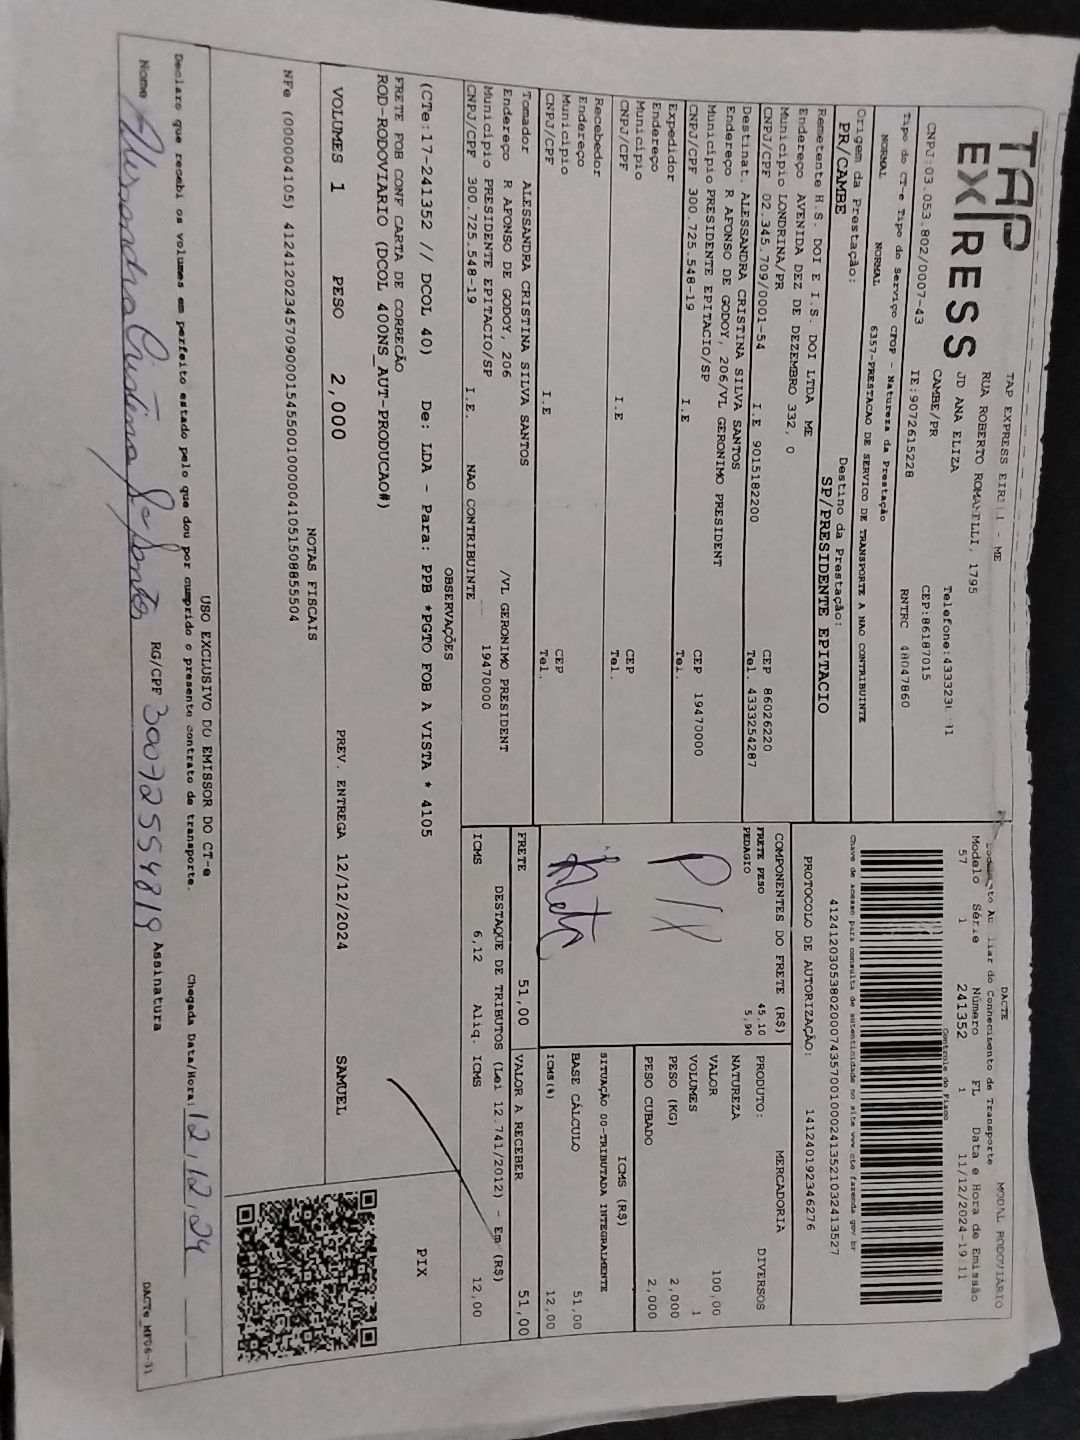 TAP
EXPRESS
TAP EXPRESS EIRELI - ME
RUA ROBERTO ROMANELLI, 1795
JD ANA ELIZA
CAMBE/PR
Telefone:433323
CEP:86187015
CNPJ:03.053.802/0007-43
IE:9072615228
RNTRC 48047860
Tipo do CT-e Tipo do Serviço CFOP - Natureza da Prestação
NORMAL NORMAL 6357-PRESTACAO DE SERVICO DE TRANSPORTE A NAO CONTRIBUINTE
Origem da Prestação:
PR/CAMBE
Destino da Prestação:
SP/PRESIDENTE EPITACIO
Remetente H.S. DOI E I.S. DOI LTDA ME
Endereço AVENIDA DEZ DE DEZEMBRO 332, 0
Município LONDRINA/PR CEP 86026220
CNPJ/CPF 02.345.709/0001-54 I.E 9015182200 Tel. 4333254287
Destinat. ALESSANDRA CRISTINA SILVA SANTOS
Endereço R AFONSO DE GODOY, 206/VL GERONIMO PRESIDENT
Município PRESIDENTE EPITACIO/SP CEP 19470000
CNPJ/CPF 300.725.548-19 I.E Tel.
Expedidor
Endereço
Município CEP
CNPJ/CPF I.E Tel.
Recebedor
Endereço
Município CEP
CNPJ/CPF I.E Tel.
Tomador ALESSANDRA CRISTINA SILVA SANTOS
Endereço R AFONSO DE GODOY, 206 /VL GERONIMO PRESIDENT
Município PRESIDENTE EPITACIO/SP 19470000
CNPJ/CPF 300.725.548-19 I.E. NAO CONTRIBUINTE
DACTE
MODAL RODOVIÁRIO
do Conhecimento de Transporte
Modelo Série Número FL Data e Hora de Emissão
57 1 241352 1 11/12/2024-19:11
Controle do Fisco
Chave de acesso para consulta de autenticidade no site www.cte.fazenda.gov.br
41241203053802000743570010002413521032413527
PROTOCOLO DE AUTORIZAÇÃO: 141240192346276
COMPONENTES DO FRETE (R$)
FRETE PESO 45,10
PEDAGIO 5,90
PIX
PRODUTO: MERCADORIA
NATUREZA DIVERSOS
VALOR 100,00
VOLUMES 1
PESO (KG) 2,000
PESO CUBADO 2,000
ICMS (R$)
SITUAÇÃO 00-TRIBUTADA INTEGRALMENTE
BASE CÁLCULO 51,00
ICMS(%) 12,00
FRETE 51,00 VALOR A RECEBER 51,00
DESTAQUE DE TRIBUTOS (Lei 12.741/2012) - Em (R$)
ICMS 6,12 Aliq. ICMS 12,00
OBSERVAÇÕES
(CTe:17-241352 // DCOL 40) De: LDA - Para: PPB *PGTO FOB A VISTA * 4105
PIX
FRETE FOB CONF CARTA DE CORREÇÃO
ROD-RODOVIARIO (DCOL 400NS_AUT-PRODUCAO#)
VOLUMES 1 PESO 2,000 PREV. ENTREGA 12/12/2024 SAMUEL
NOTAS FISCAIS
NFe (000004105) 41241202345709000154550010000041051508855504
USO EXCLUSIVO DO EMISSOR DO CT-e
Declaro que recebi os volumes em perfeito estado pelo que dou por cumprido o presente contrato de transporte. Chegada Data/Hora: 12,12,24
Nome Alessandra Cristina S. Santos RG/CPF 30072554819 Assinatura
DACTe_MF06-31